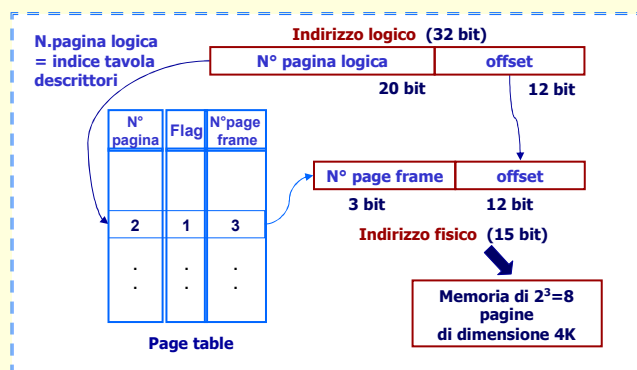 Indirizzo logico (32 bit)
N.pagina logica
= indice tavola
descrittori
N° pagina logica offset
20 bit 12 bit
N° pagina Flag N°page frame
2 1 3
. . .
. . .
Page table
N° page frame offset
3 bit 12 bit
Indirizzo fisico (15 bit)
Memoria di 2³=8
pagine
di dimensione 4K